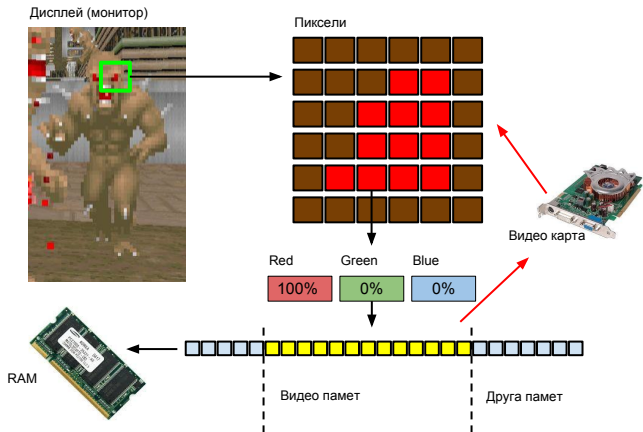 Дисплей (монитор)
Пиксели
Видео карта
Red
Green
Blue
100%
0%
0%
RAM
Видео памет
Друга памет